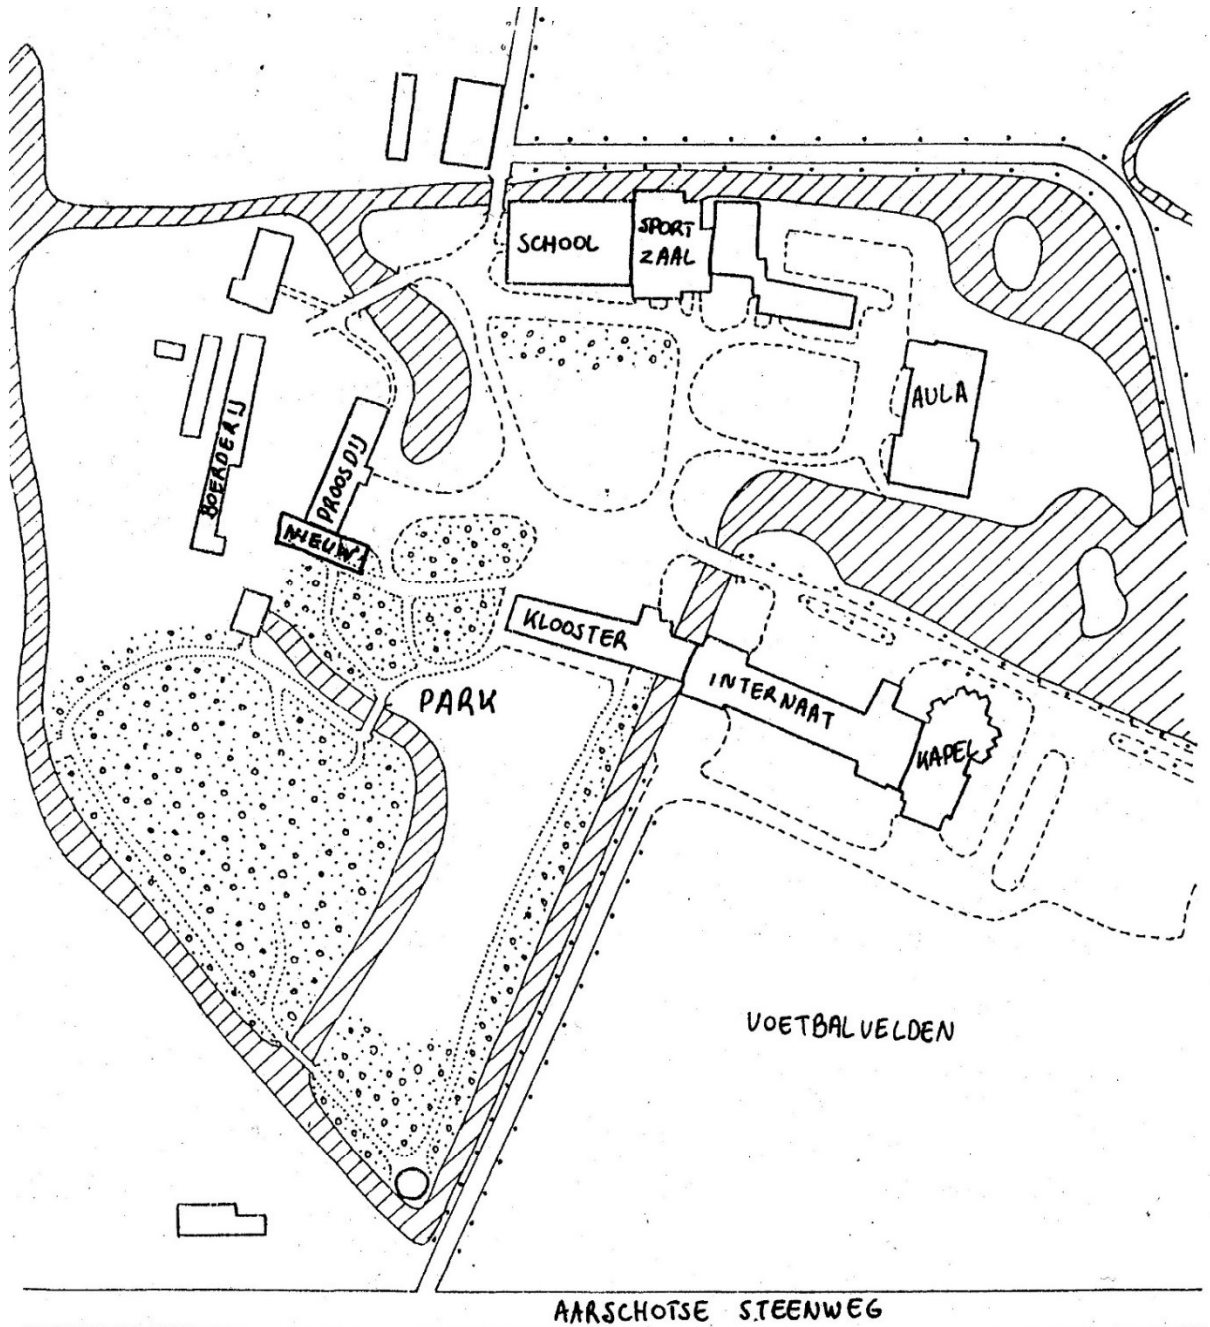 SCHOOL
SPORT
ZAAL
AULA
BOERDERIJ
PROOSDIJ
NIEUW
KLOOSTER
INTERNAAT
PARK
KAPEL
VOETBALVELDEN
AARSCHOTSE STEENWEG